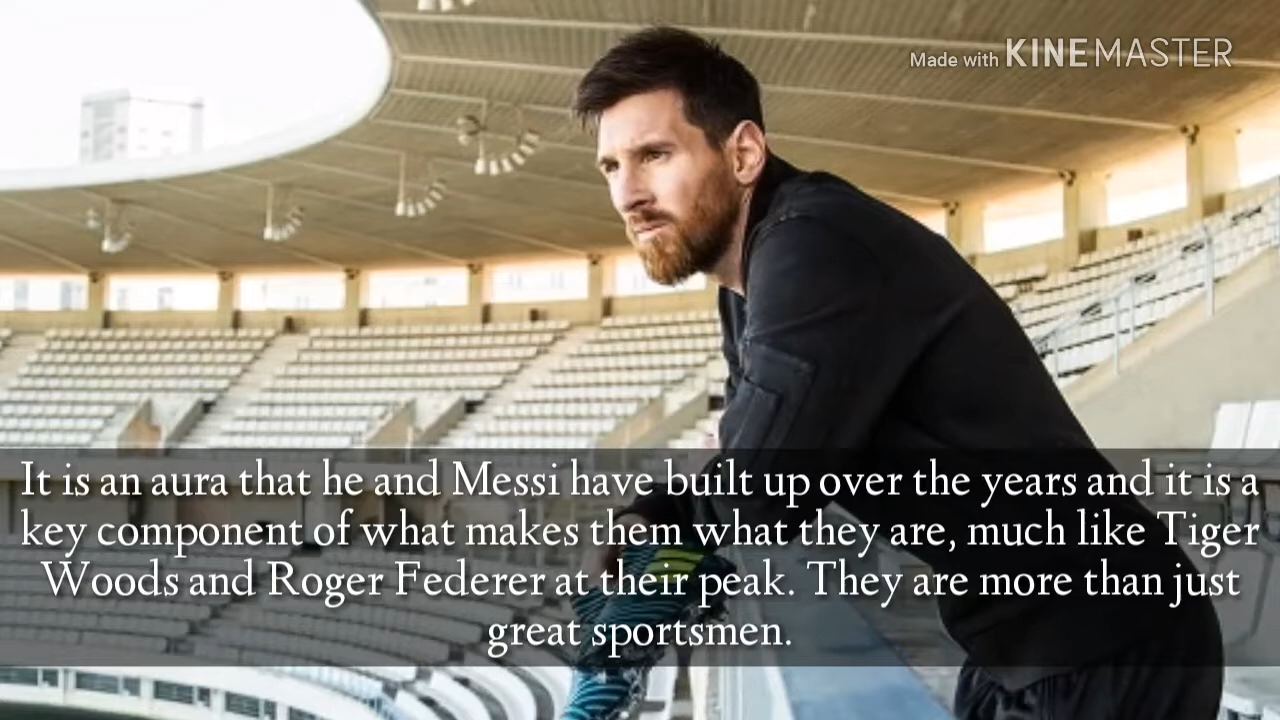 Made with KINEMASTER
It is an aura that he and Messi have built up over the years and it is a
key component of what makes them what they are, much like Tiger
Woods and Roger Federer at their peak. They are more than just
great sportsmen.